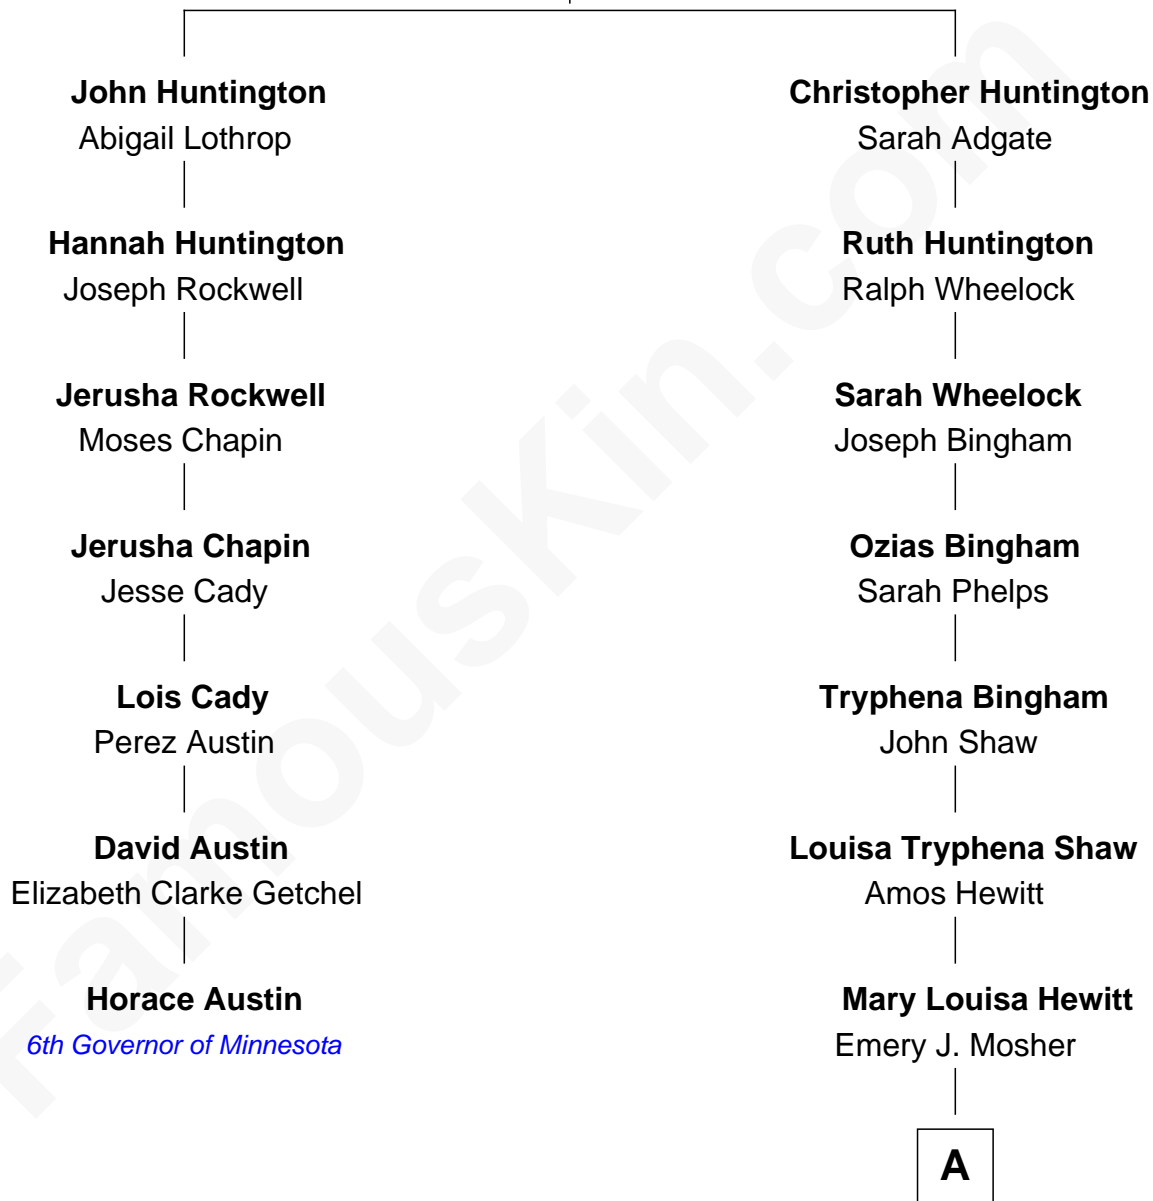 John Huntington
Abigail Lothrop
Christopher Huntington
Sarah Adgate
Hannah Huntington
Joseph Rockwell
Ruth Huntington
Ralph Wheelock
Jerusha Rockwell
Moses Chapin
Sarah Wheelock
Joseph Bingham
Jerusha Chapin
Jesse Cady
Ozias Bingham
Sarah Phelps
Lois Cady
Perez Austin
Tryphena Bingham
John Shaw
David Austin
Elizabeth Clarke Getchel
Louisa Tryphena Shaw
Amos Hewitt
Horace Austin
6th Governor of Minnesota
Mary Louisa Hewitt
Emery J. Mosher
A
FamousKin.com